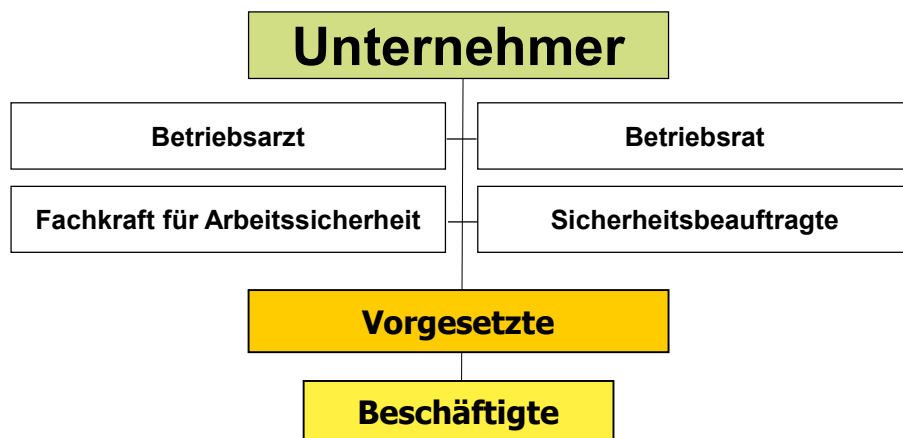 Unternehmer
Betriebsarzt
Betriebsrat
Fachkraft für Arbeitssicherheit
Sicherheitsbeauftragte
Vorgesetzte
Beschäftigte